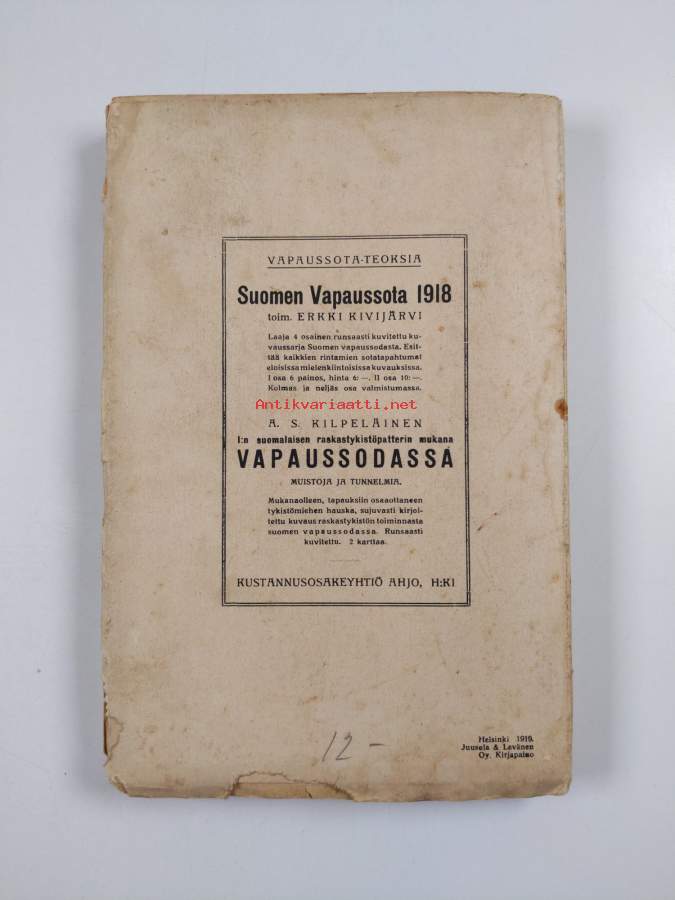 VAPAUSSOTA-TEOKSIA
Suomen Vapaussota 1918
toim. ERKKI KIVIJÄRVI
Laaja 4 osainen runsaasti kuvitettu ku-
vaussarja Suomen vapaussodasta. Esit-
tää kaikkien rintamien sotatapahtumat
eloisissa mielenkiintoisissa kuvauksissa.
I osa 6 painos, hinta 6: —. II osa 10: —.
Kolmas ja neljäs osa valmistumassa.
Antikvariaatti.net
A. S. KILPELÄINEN
1:n suomalaisen raskastykistöpatterin mukana
VAPAUSSODASSA
MUISTOJA JA TUNNELMIA.
Mukanaolleen, tapauksiin osaaottaneen
tykistömiehen hauska, sujuvasti kirjoi-
tettu kuvaus raskastykistön toiminnasta
suomen vapaussodassa. Runsaasti
kuvitettu. 2 karttaa.
KUSTANNUSOSAKEYHTIÖ AHJO, H:KI
12 -
Helsinki 1919.
Juusela & Levänen
Oy. Kirjapaino